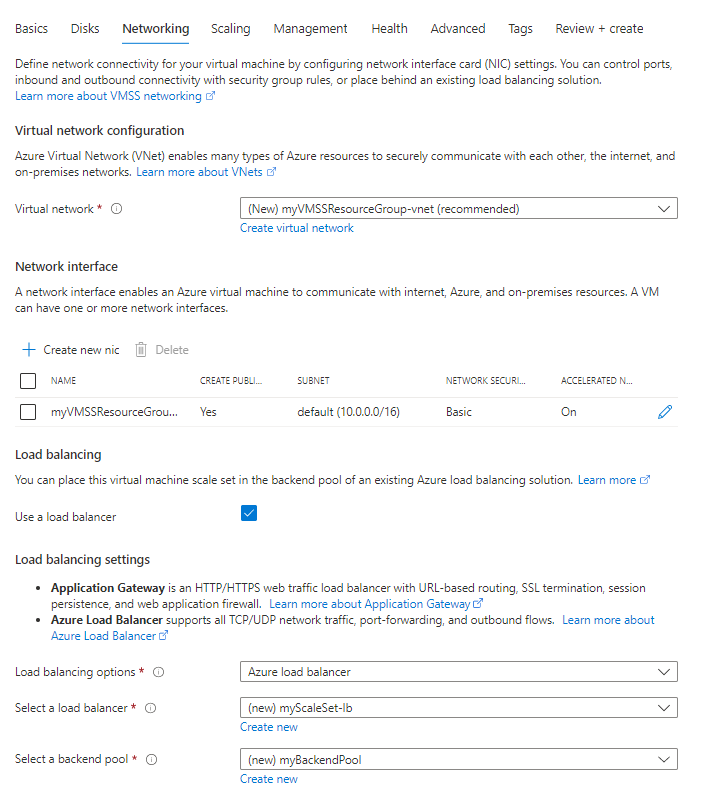 Basics Disks Networking Scaling Management Health Advanced Tags Review + create
Define network connectivity for your virtual machine by configuring network interface card (NIC) settings. You can control ports,
inbound and outbound connectivity with security group rules, or place behind an existing load balancing solution.
Learn more about VMSS networking
Virtual network configuration
Azure Virtual Network (VNet) enables many types of Azure resources to securely communicate with each other, the internet, and
on-premises networks. Learn more about VNets
Virtual network * (New) myVMSSResourceGroup-vnet (recommended)
Create virtual network
Network interface
A network interface enables an Azure virtual machine to communicate with internet, Azure, and on-premises resources. A VM
can have one or more network interfaces.
Create new nic Delete
NAME CREATE PUBLI... SUBNET NETWORK SECURI... ACCELERATED N...
myVMSSResourceGrou... Yes default (10.0.0.0/16) Basic On
Load balancing
You can place this virtual machine scale set in the backend pool of an existing Azure load balancing solution. Learn more
Use a load balancer
Load balancing settings
• Application Gateway is an HTTP/HTTPS web traffic load balancer with URL-based routing, SSL termination, session
persistence, and web application firewall. Learn more about Application Gateway
• Azure Load Balancer supports all TCP/UDP network traffic, port-forwarding, and outbound flows. Learn more about
Azure Load Balancer
Load balancing options * Azure load balancer
Select a load balancer * (new) myScaleSet-lb
Create new
Select a backend pool * (new) myBackendPool
Create new